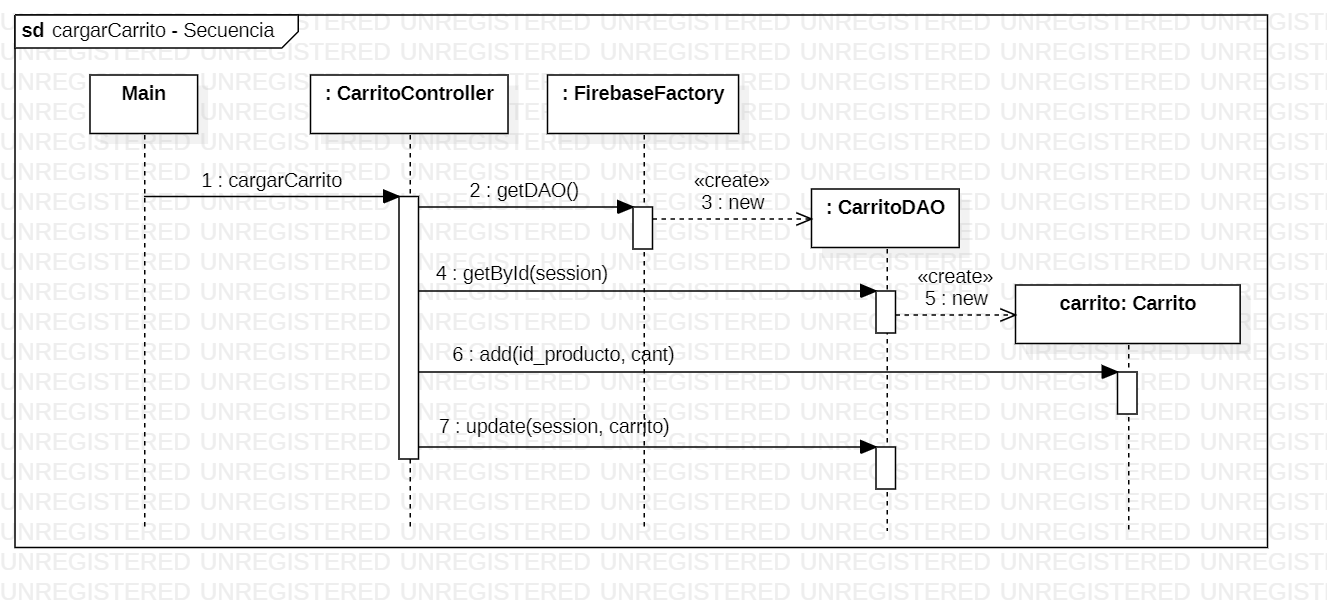 sd cargarCarrito - Secuencia
Main
: CarritoController
: FirebaseFactory
1 : cargarCarrito
2 : getDAO()
«create»
3 : new
: CarritoDAO
4 : getById(session)
«create»
5 : new
carrito: Carrito
6 : add(id_producto, cant)
7 : update(session, carrito)
UNREGISTERED